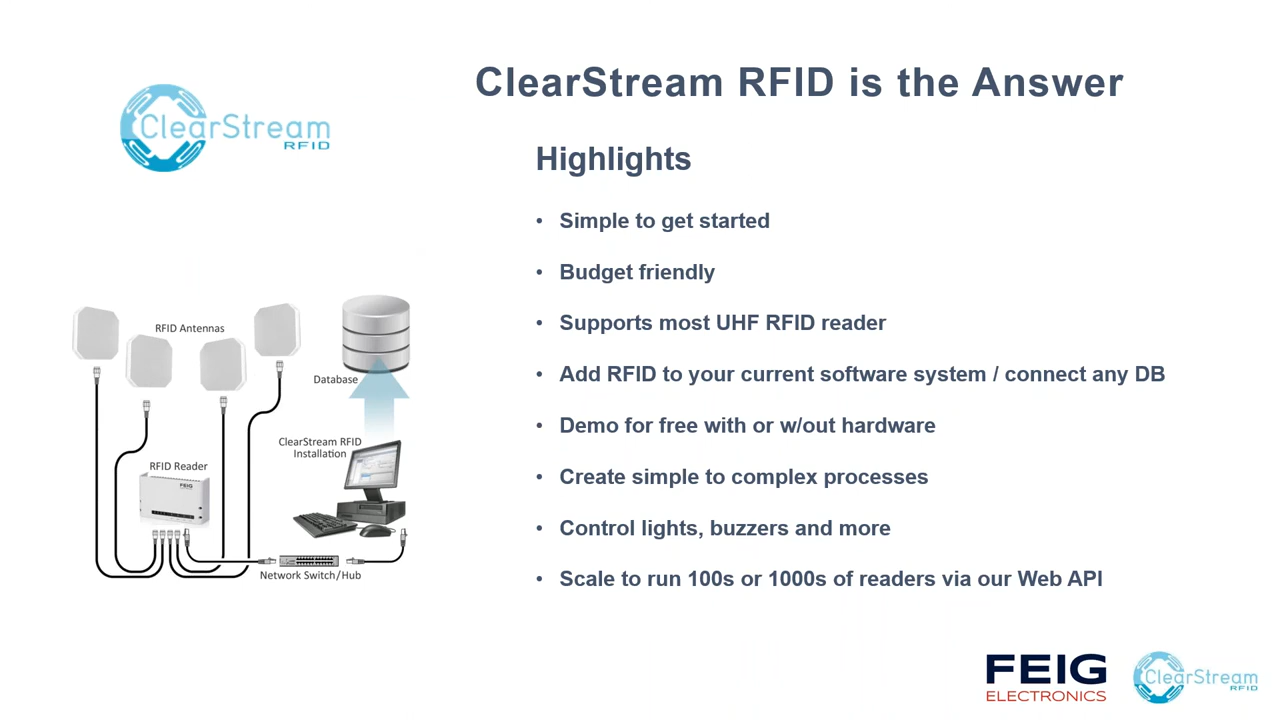 ClearStream RFID is the Answer
ClearStream
RFID
Highlights
• Simple to get started
• Budget friendly
• Supports most UHF RFID reader
• Add RFID to your current software system / connect any DB
• Demo for free with or w/out hardware
• Create simple to complex processes
• Control lights, buzzers and more
• Scale to run 100s or 1000s of readers via our Web API
RFID Antennas
Database
ClearStream RFID
Installation
RFID Reader
FEIG
Network Switch/Hub
FEIG
ELECTRONICS
ClearStream
RFID